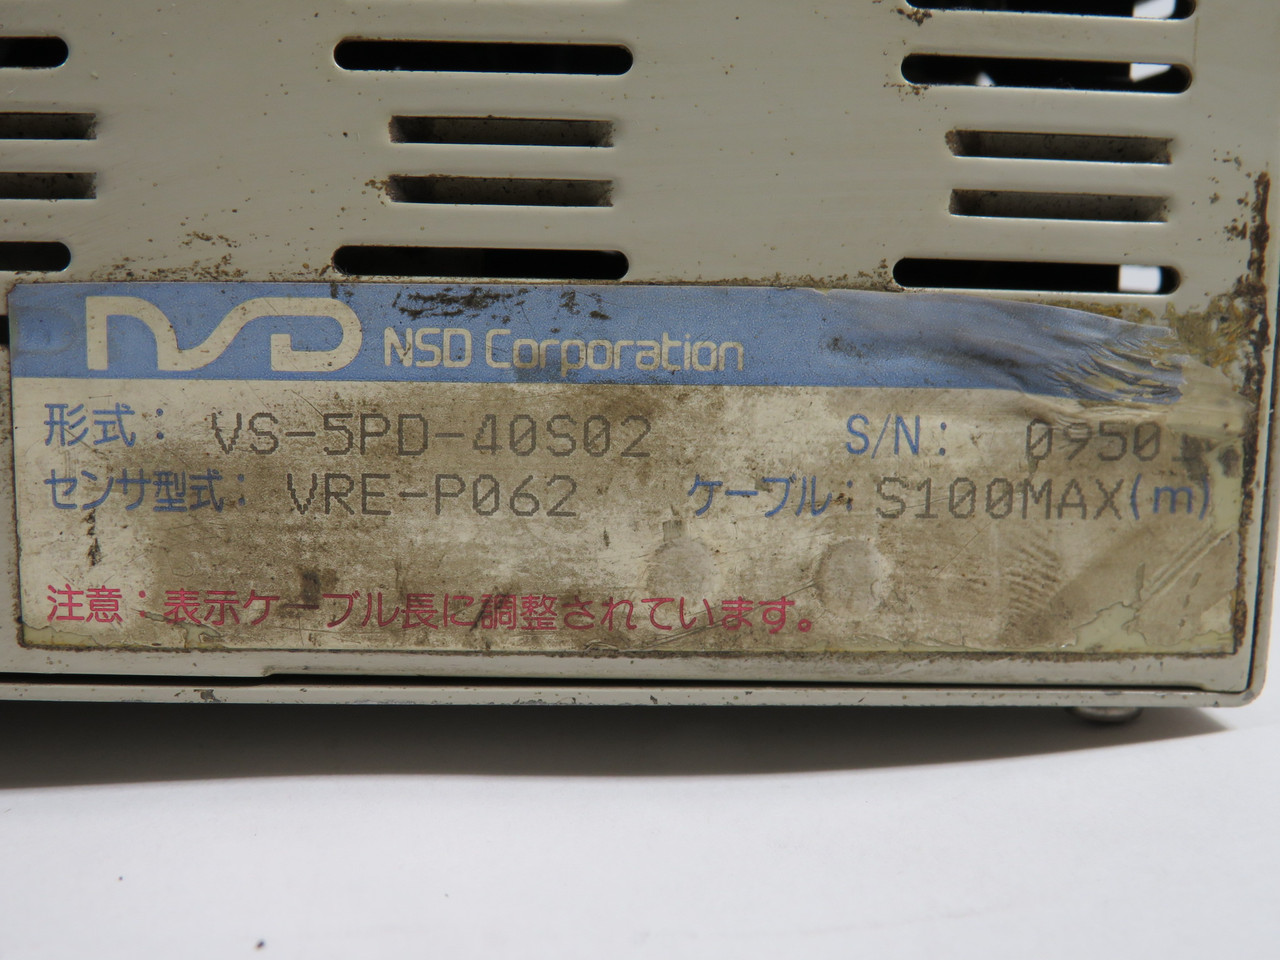 NSD NSD Corporation
形式: VS-5PD-40S02 S/N: 0950
センサ型式: VRE-P062 ケーブル: S100MAX(m)
注意:表示ケーブル長に調整されています。